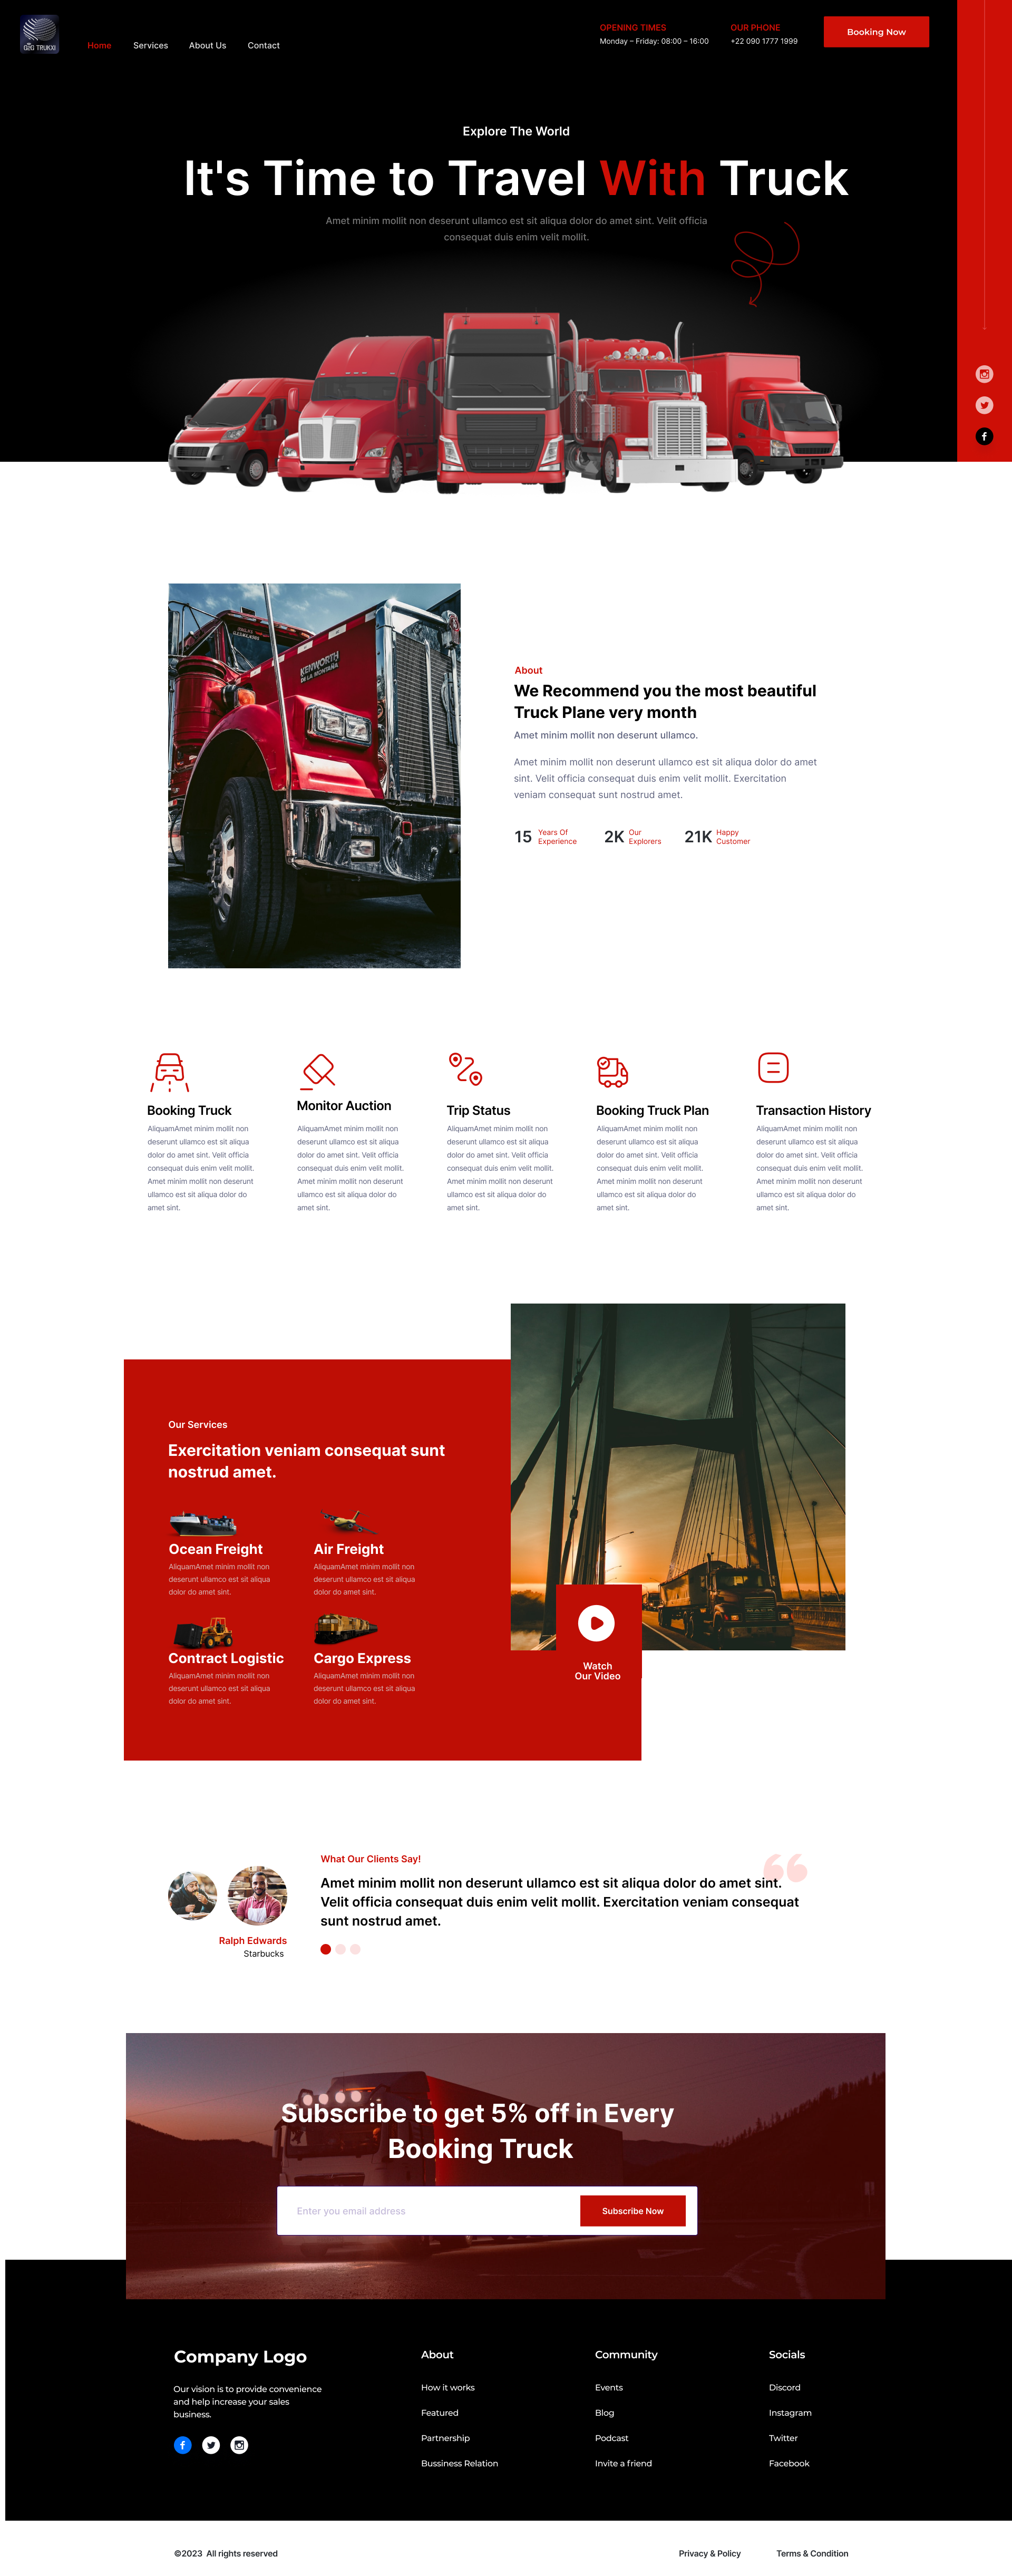 G2G TRUKXI
Home Services About Us Contact
OPENING TIMES
Monday – Friday: 08:00 – 16:00
OUR PHONE
+22 090 1777 1999
Booking Now
Explore The World
It's Time to Travel With Truck
Amet minim mollit non deserunt ullamco est sit aliqua dolor do amet sint. Velit officia
consequat duis enim velit mollit.
KENWORTH
DE LA MONTAÑA
About
We Recommend you the most beautiful
Truck Plane very month
Amet minim mollit non deserunt ullamco.
Amet minim mollit non deserunt ullamco est sit aliqua dolor do amet
sint. Velit officia consequat duis enim velit mollit. Exercitation
veniam consequat sunt nostrud amet.
15 Years Of
Experience
2K Our
Explorers
21K Happy
Customer
Booking Truck
AliquamAmet minim mollit non
deserunt ullamco est sit aliqua
dolor do amet sint. Velit officia
consequat duis enim velit mollit.
Amet minim mollit non deserunt
ullamco est sit aliqua dolor do
amet sint.
Monitor Auction
AliquamAmet minim mollit non
deserunt ullamco est sit aliqua
dolor do amet sint. Velit officia
consequat duis enim velit mollit.
Amet minim mollit non deserunt
ullamco est sit aliqua dolor do
amet sint.
Trip Status
AliquamAmet minim mollit non
deserunt ullamco est sit aliqua
dolor do amet sint. Velit officia
consequat duis enim velit mollit.
Amet minim mollit non deserunt
ullamco est sit aliqua dolor do
amet sint.
Booking Truck Plan
AliquamAmet minim mollit non
deserunt ullamco est sit aliqua
dolor do amet sint. Velit officia
consequat duis enim velit mollit.
Amet minim mollit non deserunt
ullamco est sit aliqua dolor do
amet sint.
Transaction History
AliquamAmet minim mollit non
deserunt ullamco est sit aliqua
dolor do amet sint. Velit officia
consequat duis enim velit mollit.
Amet minim mollit non deserunt
ullamco est sit aliqua dolor do
amet sint.
Our Services
Exercitation veniam consequat sunt
nostrud amet.
Ocean Freight
AliquamAmet minim mollit non
deserunt ullamco est sit aliqua
dolor do amet sint.
Air Freight
AliquamAmet minim mollit non
deserunt ullamco est sit aliqua
dolor do amet sint.
Contract Logistic
AliquamAmet minim mollit non
deserunt ullamco est sit aliqua
dolor do amet sint.
Cargo Express
AliquamAmet minim mollit non
deserunt ullamco est sit aliqua
dolor do amet sint.
Watch
Our Video
What Our Clients Say!
Amet minim mollit non deserunt ullamco est sit aliqua dolor do amet sint.
Velit officia consequat duis enim velit mollit. Exercitation veniam consequat
sunt nostrud amet.
Ralph Edwards
Starbucks
Subscribe to get 5% off in Every
Booking Truck
Enter you email address
Subscribe Now
Company Logo
Our vision is to provide convenience
and help increase your sales
business.
About
How it works
Featured
Partnership
Bussiness Relation
Community
Events
Blog
Podcast
Invite a friend
Socials
Discord
Instagram
Twitter
Facebook
©2023 All rights reserved
Privacy & Policy
Terms & Condition